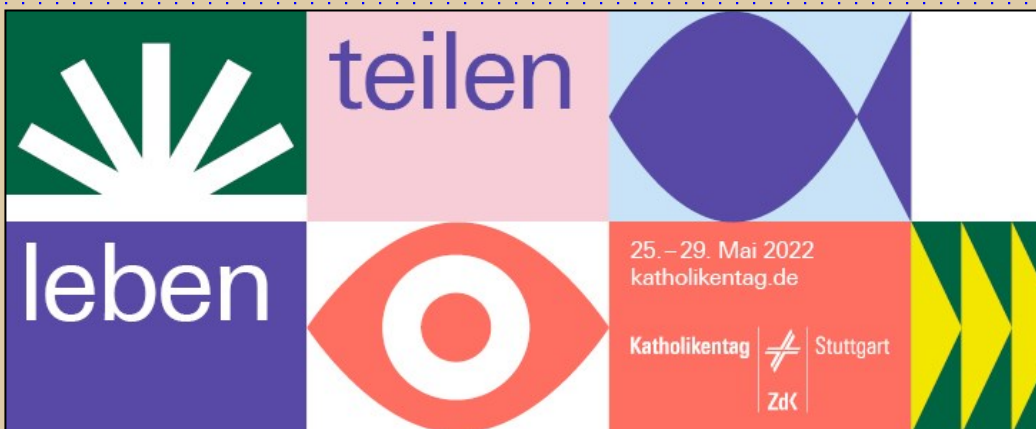 teilen
leben
25.–29. Mai 2022
katholikentag.de
Katholikentag
Stuttgart
ZdK